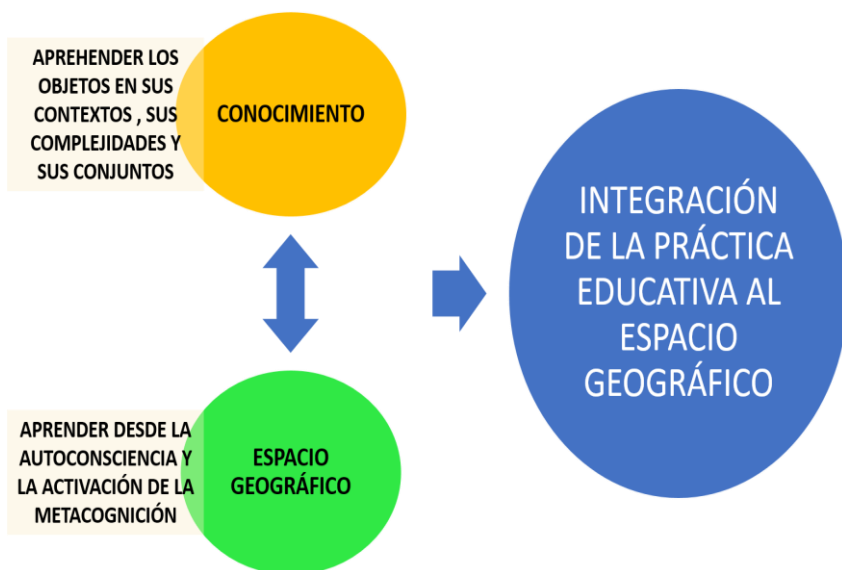 APREHENDER LOS
OBJETOS EN SUS
CONTEXTOS , SUS
COMPLEJIDADES Y
SUS CONJUNTOS
CONOCIMIENTO
INTEGRACIÓN
DE LA PRÁCTICA
EDUCATIVA AL
ESPACIO
GEOGRÁFICO
APRENDER DESDE LA
AUTOCONSCIENCIA Y
LA ACTIVACIÓN DE LA
METACOGNICIÓN
ESPACIO
GEOGRÁFICO